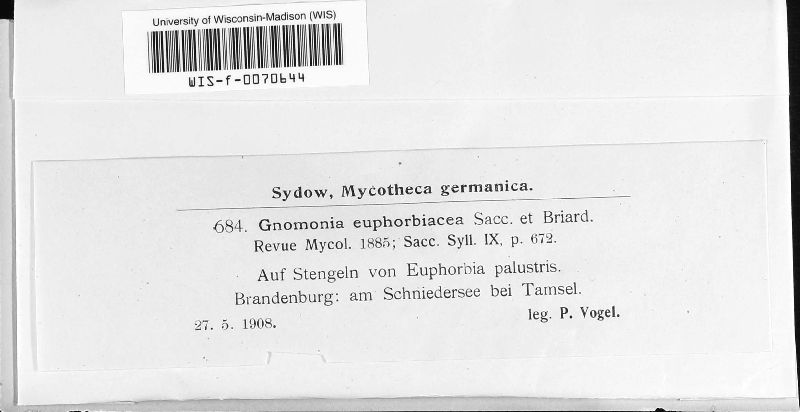 University of Wisconsin-Madison (WIS)
WIS-f-0070644
Sydow, Mycotheca germanica.
684. Gnomonia euphorbiacea Sacc. et Briard.
Revue Mycol. 1885; Sacc. Syll. IX, p. 672.
Auf Stengeln von Euphorbia palustris.
Brandenburg: am Schniedersee bei Tamsel.
27. 5. 1908.
leg. P. Vogel.